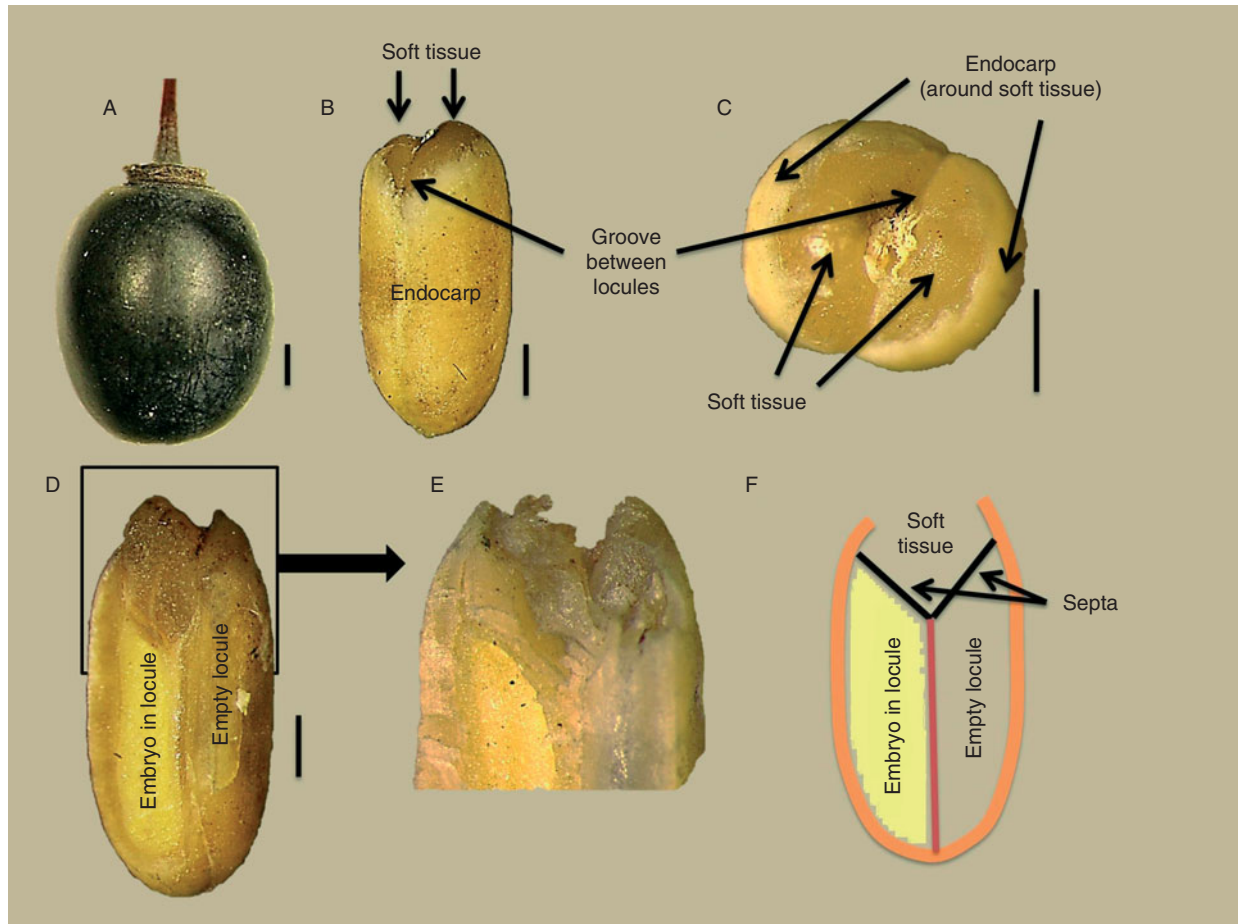 A
B
Soft tissue
C
Endocarp
(around soft tissue)
Groove
between
locules
Endocarp
Soft tissue
D
Embryo in locule
Empty locule
E
F
Soft
tissue
Septa
Embryo in locule
Empty locule